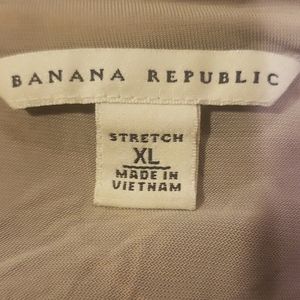 BANANA REPUBLIC
STRETCH
XL
MADE IN
VIETNAM